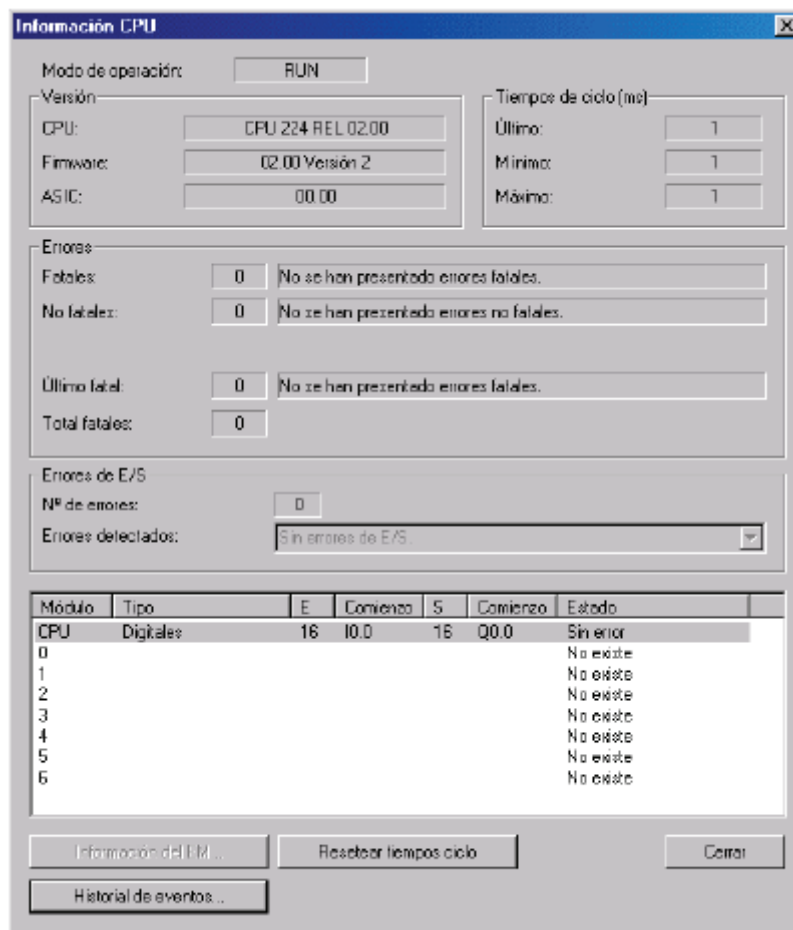 Información CPU
Modo de operación: RUN
Versión
CPU: CPU 224 REL 02.00
Firmware: 02.00 Versión 2
ASIC: 00.00
Tiempos de ciclo (ms)
Último: 1
Mínimo: 1
Máximo: 1
Errores
Fatales: 0 No se han presentado errores fatales.
No fatales: 0 No se han presentado errores no fatales.
Último fatal: 0 No se han presentado errores fatales.
Total fatales: 0
Errores de E/S
Nº de errores: 0
Errores detectados: Sin errores de E/S.
Módulo Tipo E Comienzo S Comienzo Estado
CPU Digitales 16 I0.0 16 Q0.0 Sin error
0 No existe
1 No existe
2 No existe
3 No existe
4 No existe
5 No existe
6 No existe
Información del EM...
Resetear tiempos ciclo
Cerrar
Historial de eventos...